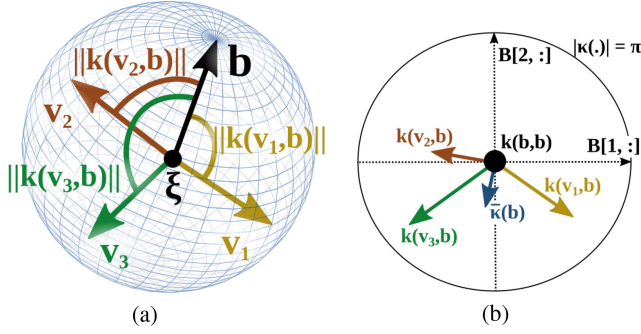 ||k(v₂,b)||
b
v₂
||k(v₁,b)||
||k(v₃,b)||
ξ̄
v₃
v₁
(a)
|κ(.)| = π
B[2, :]
k(v₂,b)
k(b,b)
B[1, :]
k(v₁,b)
κ̄(b)
k(v₃,b)
(b)